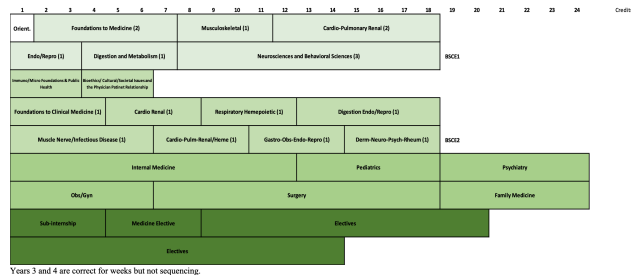 1 2 3 4 5 6 7 8 9 10 11 12 13 14 15 16 17 18 19 20 21 22 23 24 Credit
Orient. Foundations to Medicine (2) Musculoskeletal (1) Cardio-Pulmonary Renal (2)
Endo/Repro (1) Digestion and Metabolism (1) Neurosciences and Behavioral Sciences (3) BSCE1
Immuno/Micro Foundations & Public Bioethics/ Cultural/Societal Issues and
Health the Physician Patinet Relationship
Foundations to Clinical Medicine (1) Cardio Renal (1) Respiratory Hemepoietic (1) Digestion Endo/Repro (1)
Muscle Nerve/Infectious Disease (1) Cardio-Pulm-Renal/Heme (1) Gastro-Obs-Endo-Repro (1) Derm-Neuro-Psych-Rheum (1) BSCE2
Internal Medicine Pediatrics Psychiatry
Obs/Gyn Surgery Family Medicine
Sub-Internship Medicine Elective Electives
Electives
Years 3 and 4 are correct for weeks but not sequencing.